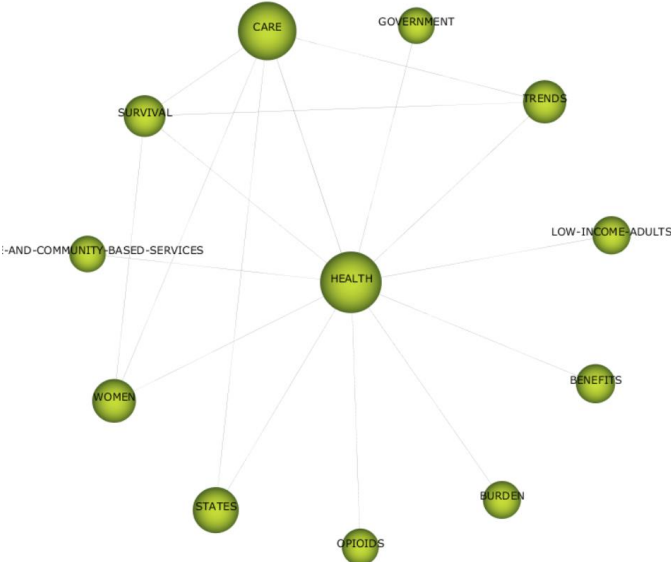 CARE
GOVERNMENT
TRENDS
SURVIVAL
LOW-INCOME-ADULTS
-AND-COMMUNITY-BASED-SERVICES
HEALTH
BENEFITS
WOMEN
BURDEN
STATES
OPIOIDS